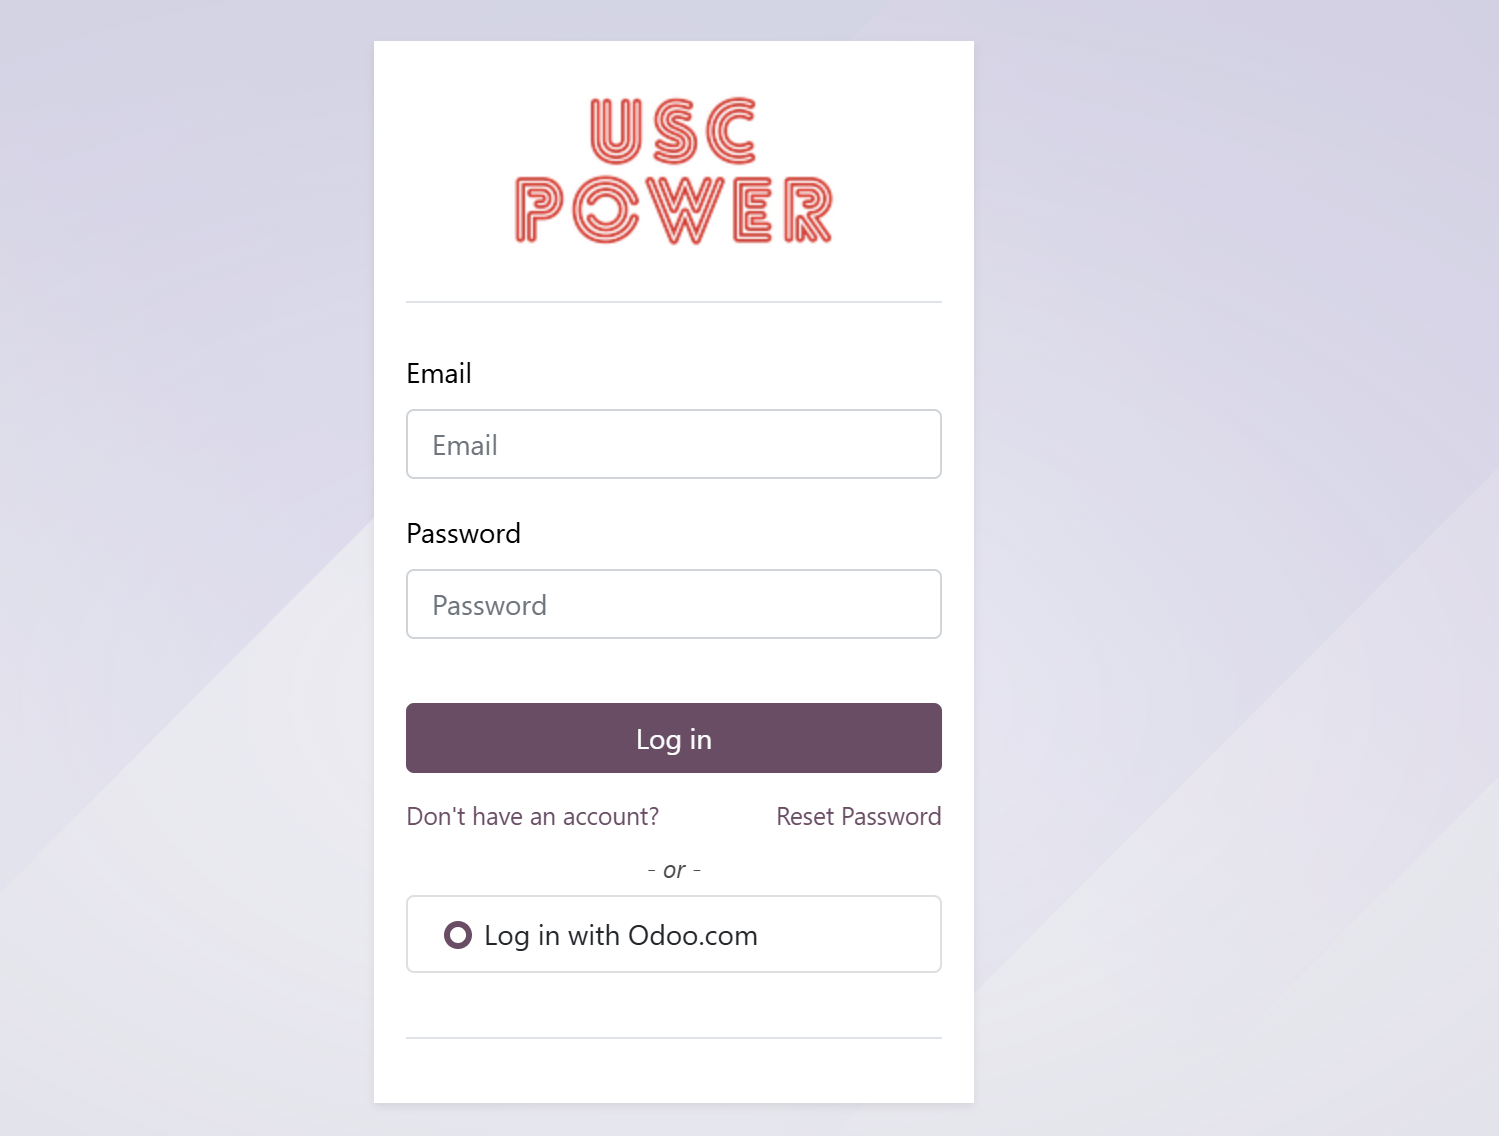 USC
POWER
Email
Email
Password
Password
Log in
Don't have an account? Reset Password
- or -
Log in with Odoo.com